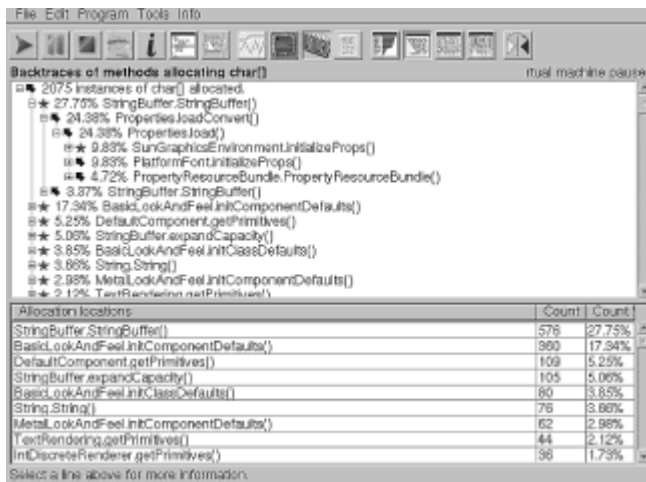 File Edit Program Tools Info
Backtraces of methods allocating char[] rtual machine pause
2075 instances of char[] allocated.
27.75% StringBuffer.StringBuffer()
24.38% Properties.loadConvert()
24.38% Properties.load()
9.83% SunGraphicsEnvironment.initializeProps()
9.83% PlatformFont.initializeProps()
4.72% PropertyResourceBundle.PropertyResourceBundle()
3.37% StringBuffer.StringBuffer()
17.34% BasicLookAndFeel.initComponentDefaults()
5.25% DefaultComponent.getPrimitives()
5.06% StringBuffer.expandCapacity()
3.85% BasicLookAndFeel.initClassDefaults()
3.66% String.String()
2.98% MetalLookAndFeel.initComponentDefaults()
2.12% TextRendering.getPrimitives()
Allocation locations Count Count
StringBuffer.StringBuffer() 576 27.75%
BasicLookAndFeel.initComponentDefaults() 360 17.34%
DefaultComponent.getPrimitives() 109 5.25%
StringBuffer.expandCapacity() 105 5.06%
BasicLookAndFeel.initClassDefaults() 80 3.85%
String.String() 76 3.66%
MetalLookAndFeel.initComponentDefaults() 62 2.98%
TextRendering.getPrimitives() 44 2.12%
IntDiscreteRenderer.getPrimitives() 36 1.73%
Select a line above for more information.